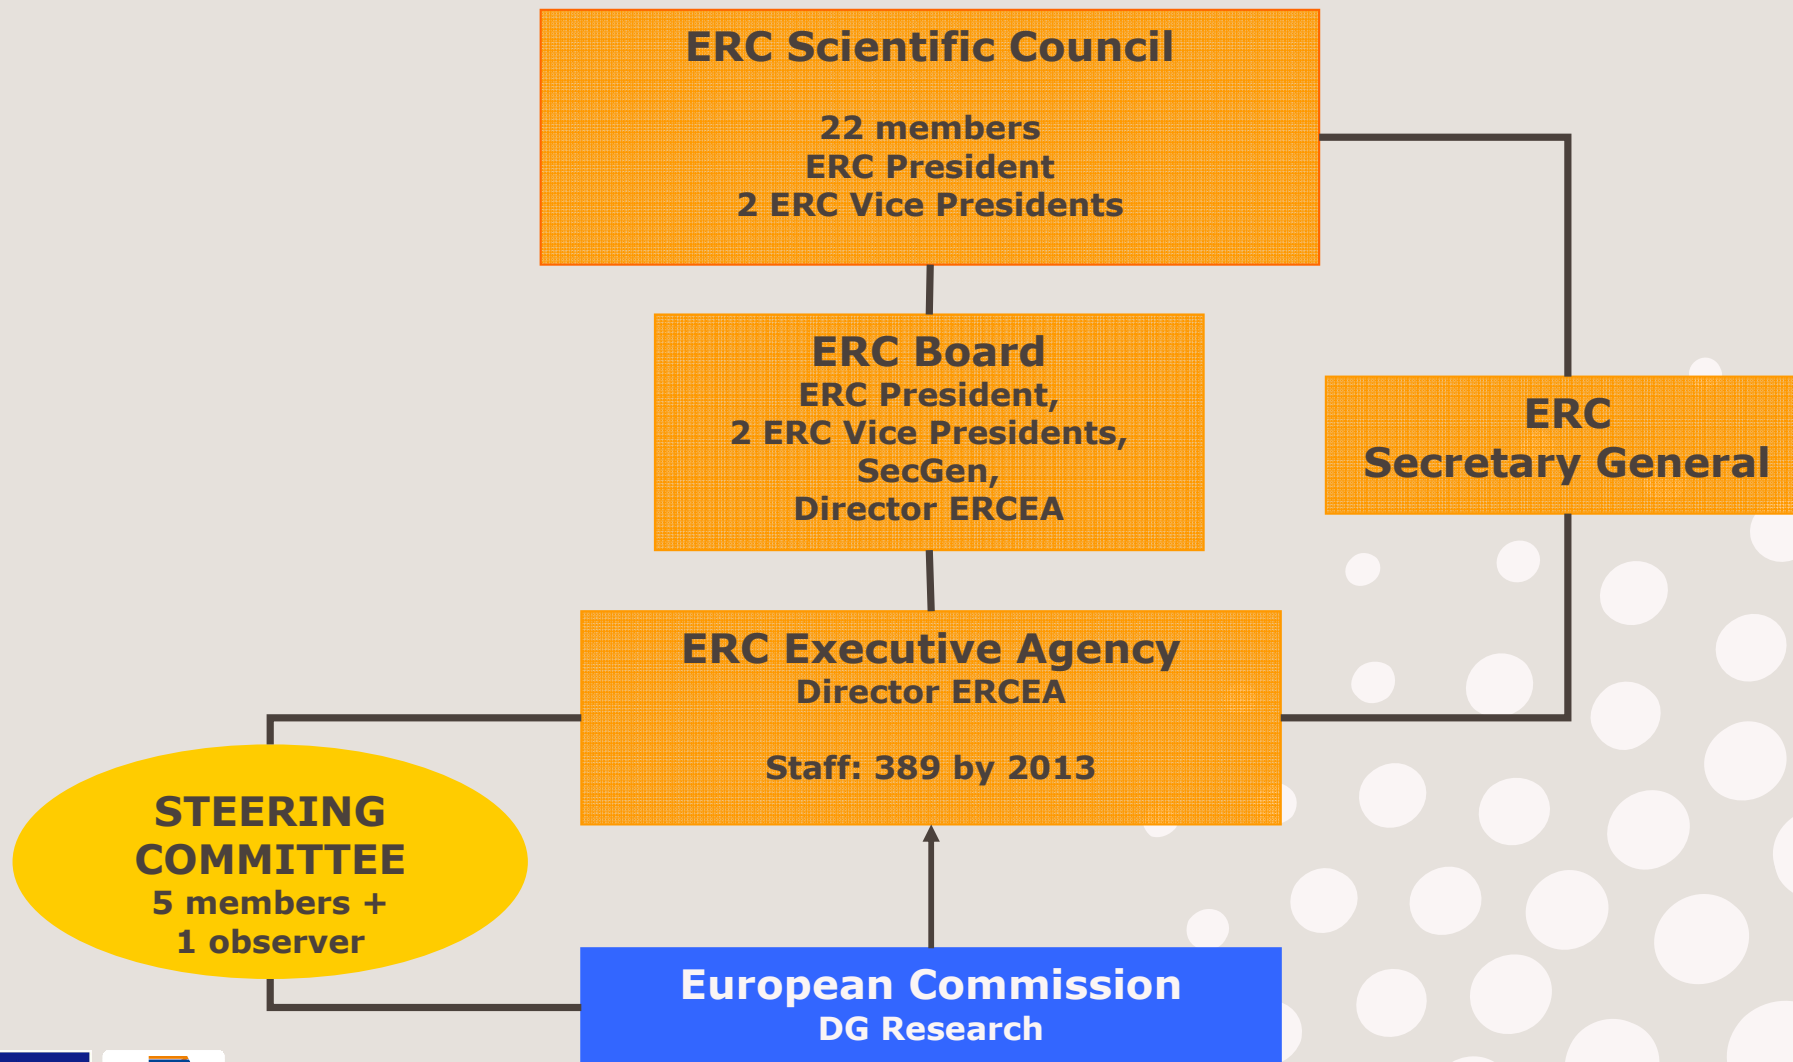 ERC Scientific Council
22 members
ERC President
2 ERC Vice Presidents
ERC Board
ERC President,
2 ERC Vice Presidents,
SecGen,
Director ERCEA
ERC
Secretary General
ERC Executive Agency
Director ERCEA
Staff: 389 by 2013
STEERING
COMMITTEE
5 members +
1 observer
European Commission
DG Research